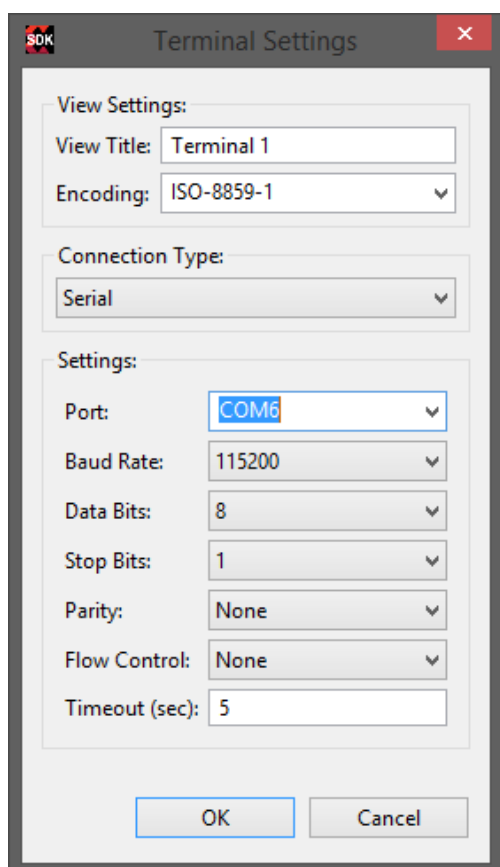 SDK Terminal Settings
View Settings:
View Title: Terminal 1
Encoding: ISO-8859-1
Connection Type:
Serial
Settings:
Port: COM6
Baud Rate: 115200
Data Bits: 8
Stop Bits: 1
Parity: None
Flow Control: None
Timeout (sec): 5
OK Cancel